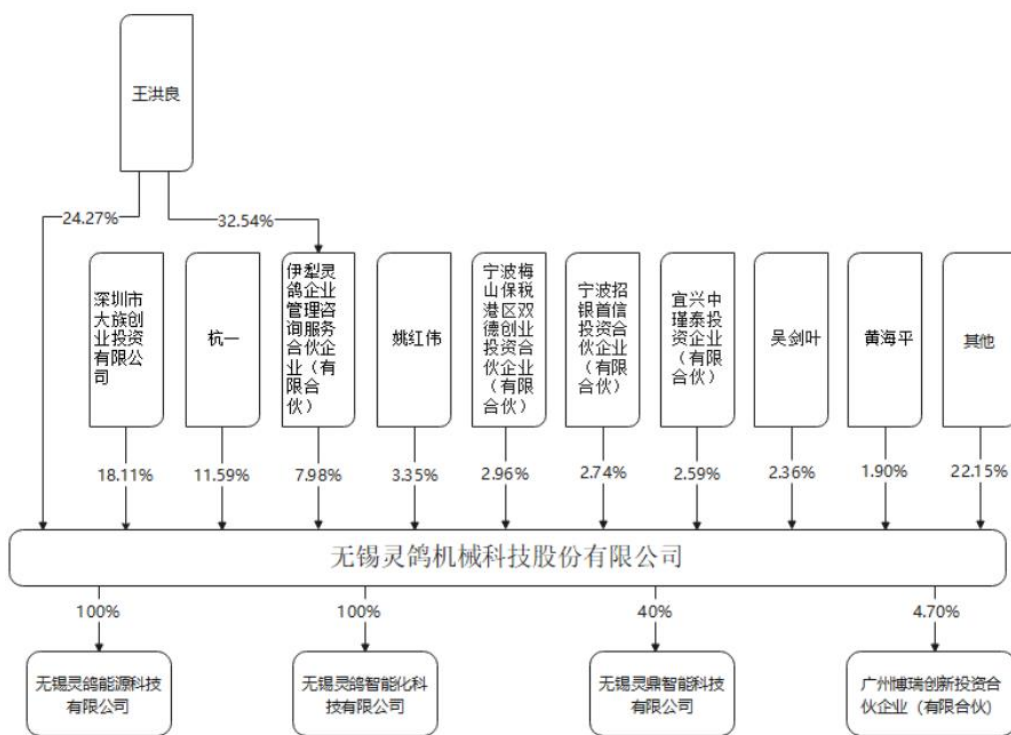 王洪良
24.27%
32.54%
深圳市
大族创
业投资
有限公
司
杭一
伊犁灵
鸽企业
管理咨
询服务
合伙企
业（有
限合
伙）
姚红伟
宁波梅
山保税
港区双
德创业
投资合
伙企业
（有限
合伙）
宁波招
银首信
投资合
伙企业
（有限
合伙）
宜兴中
瑾泰投
资企业
（有限
合伙）
吴剑叶
黄海平
其他
18.11%
11.59%
7.98%
3.35%
2.96%
2.74%
2.59%
2.36%
1.90%
22.15%
无锡灵鸽机械科技股份有限公司
100%
100%
40%
4.70%
无锡灵鸽能源科技
有限公司
无锡灵鸽智能化科
技有限公司
无锡灵鼎智能科技
有限公司
广州博瑞创新投资合
伙企业（有限合伙)